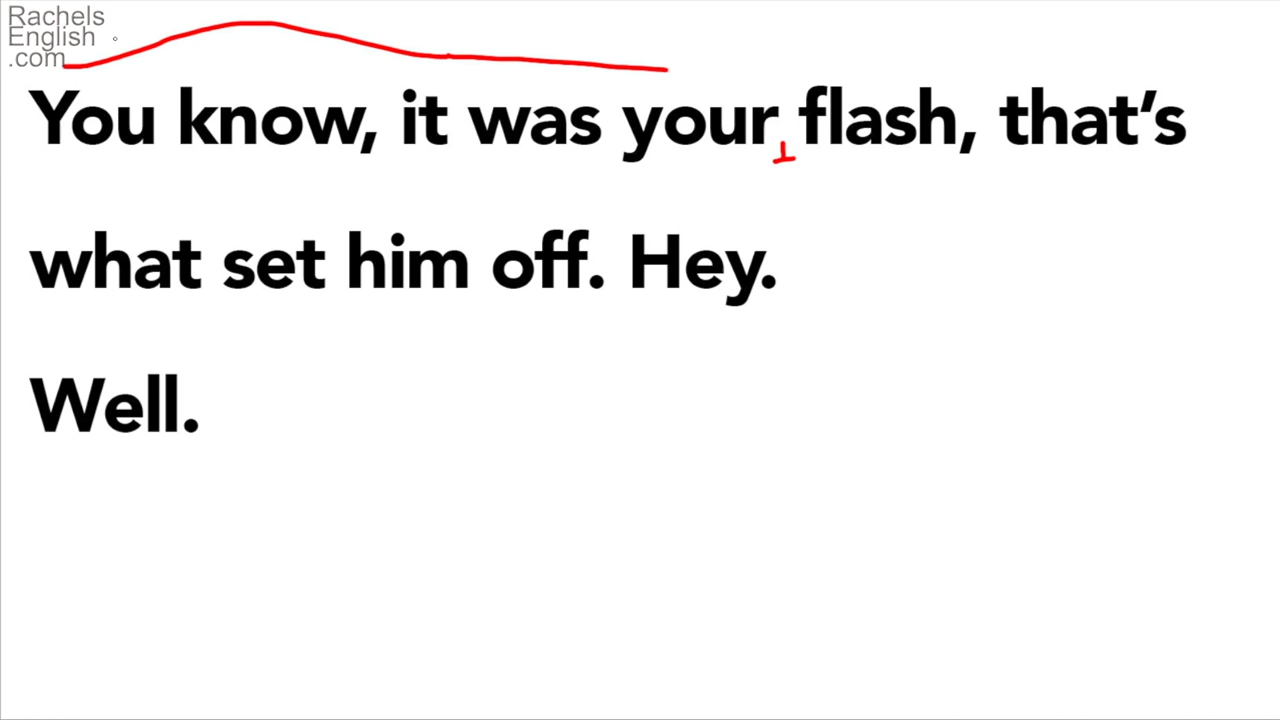 Rachels
English
.com
You know, it was your flash, that's
what set him off. Hey.
Well.